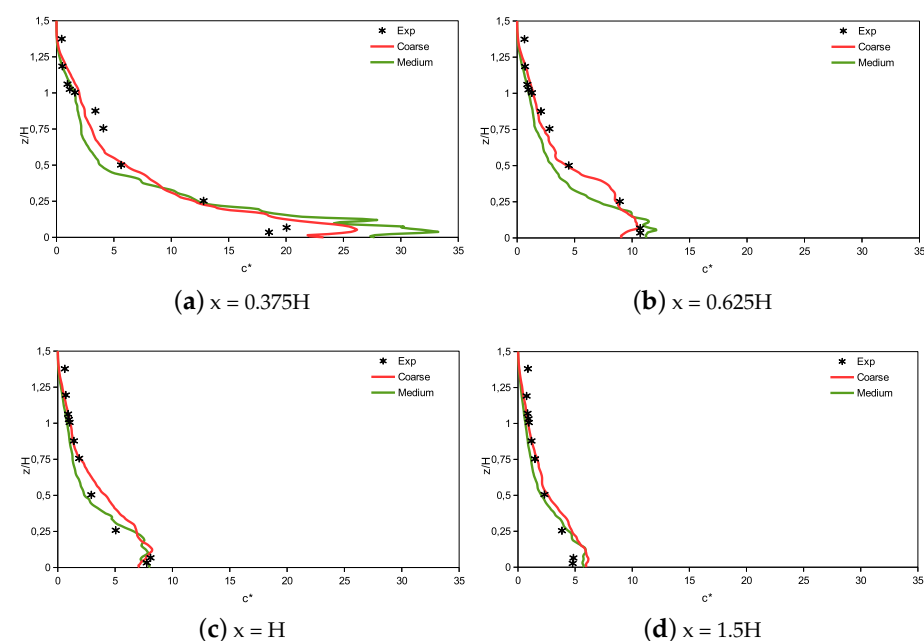 1,5
Exp
Coarse
Medium
1,25
1
z/H
0,75
0,5
0,25
0
0 5 10 15 20 25 30 35
c*
(a) x = 0.375H
1,5
Exp
Coarse
Medium
1,25
1
z/H
0,75
0,5
0,25
0
0 5 10 15 20 25 30 35
c*
(b) x = 0.625H
1,5
Exp
Coarse
Medium
1,25
1
z/H
0,75
0,5
0,25
0
0 5 10 15 20 25 30 35
c*
(c) x = H
1,5
Exp
Coarse
Medium
1,25
1
z/H
0,75
0,5
0,25
0
0 5 10 15 20 25 30 35
c*
(d) x = 1.5H